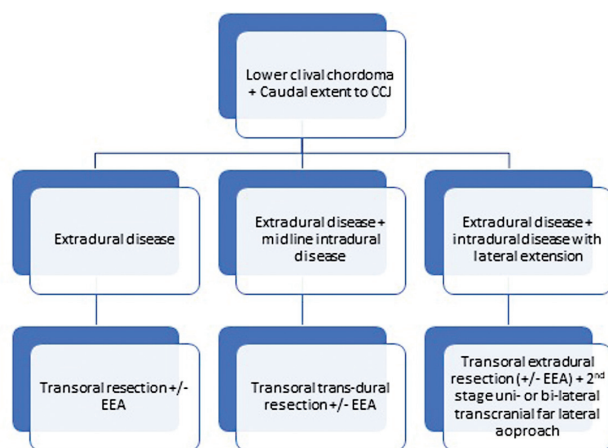 Lower clival chordoma
+ Caudal extent to CCJ
Extradural disease
Extradural disease +
midline intradural
disease
Extradural disease +
intradural disease with
lateral extension
Transoral resection +/-
EEA
Transoral trans-dural
resection +/- EEA
Transoral extradural
resection (+/- EEA) + 2nd
stage uni- or bi-lateral
transcranial far lateral
aoproach